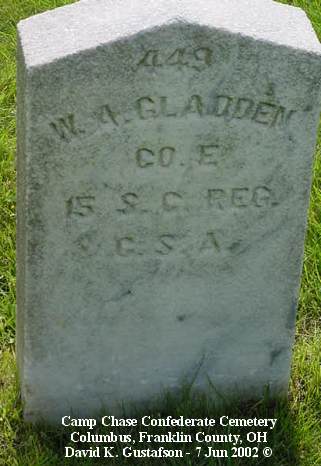 449
W. A. GLADDEN
CO. E
15 S. C. REG.
C. S. A.
Camp Chase Confederate Cemetery
Columbus, Franklin County, OH
David K. Gustafson - 7 Jun 2002 ©